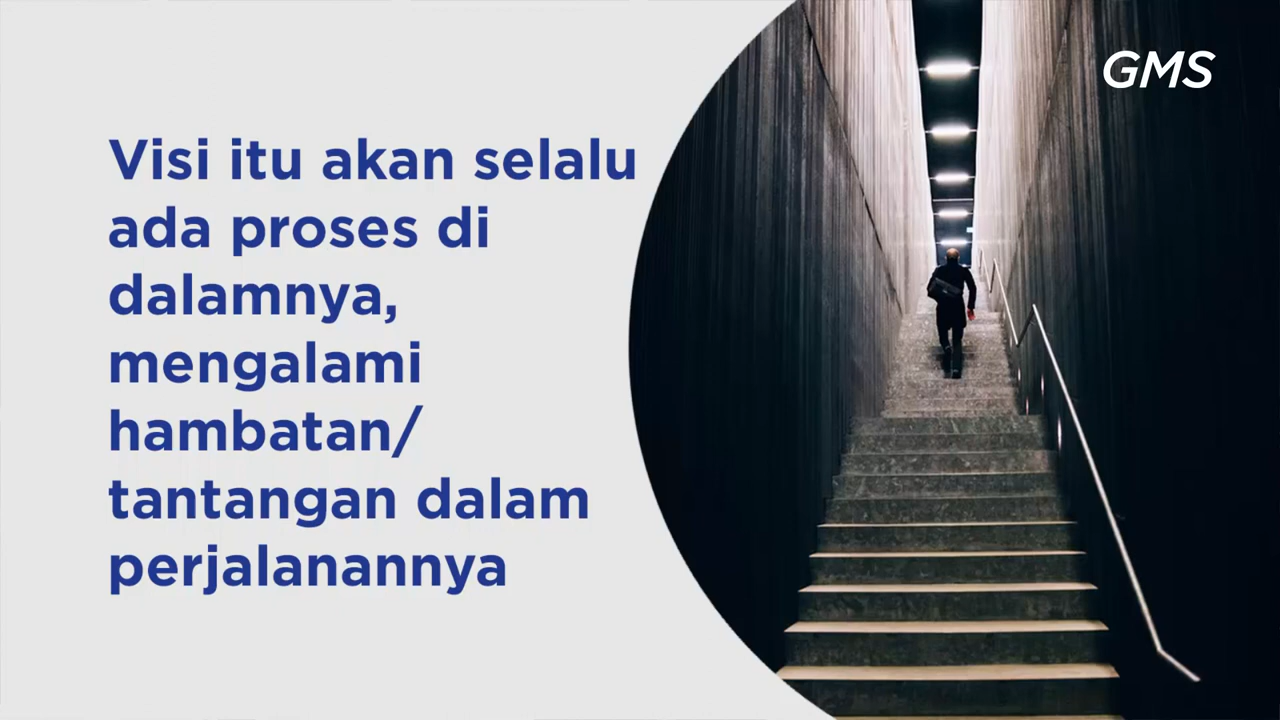 GMS
Visi itu akan selalu
ada proses di
dalamnya,
mengalami
hambatan/
tantangan dalam
perjalanannya